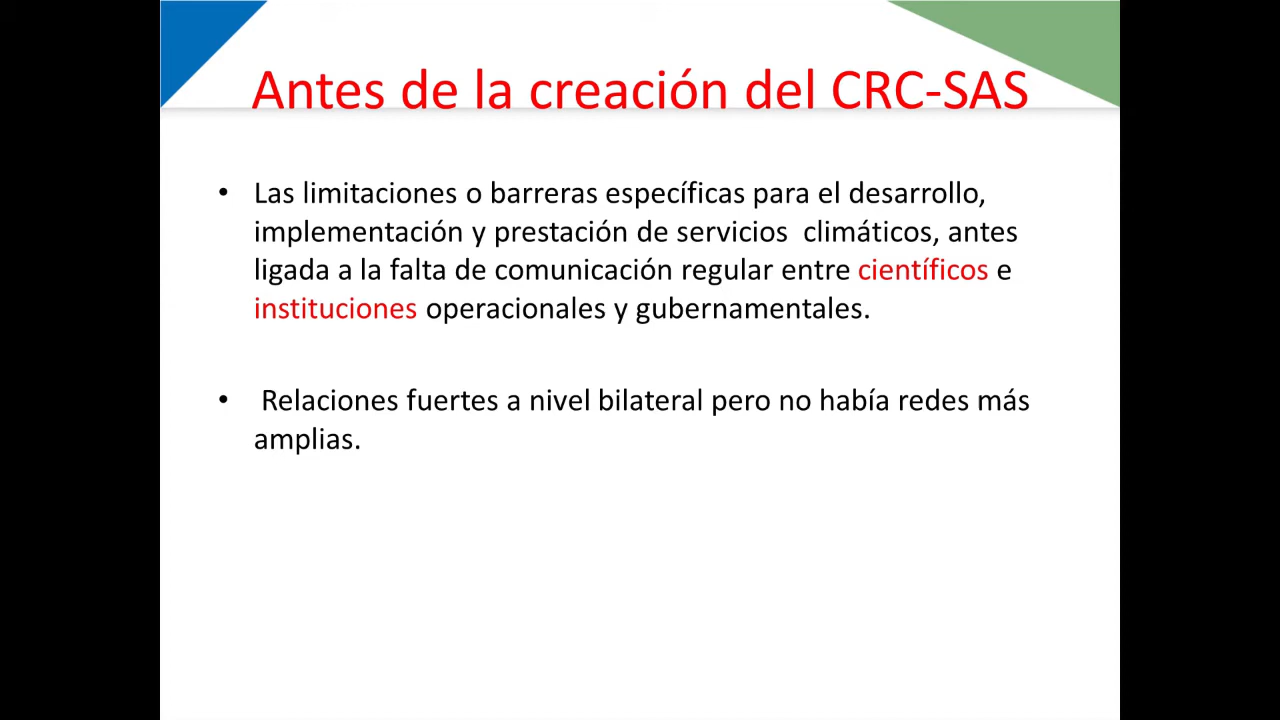 Antes de la creación del CRC-SAS
• Las limitaciones o barreras específicas para el desarrollo,
implementación y prestación de servicios  climáticos, antes
ligada a la falta de comunicación regular entre científicos e
instituciones operacionales y gubernamentales.
•  Relaciones fuertes a nivel bilateral pero no había redes más
amplias.